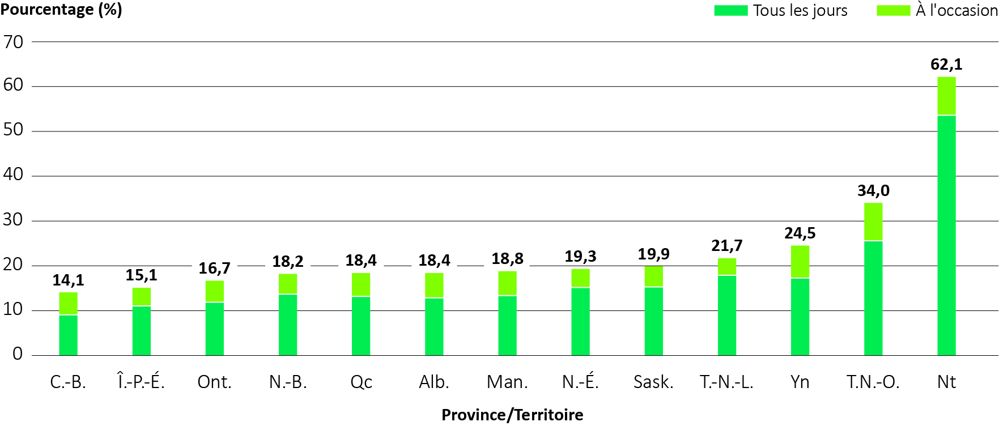 Pourcentage (%)
Tous les jours
À l'occasion
70
60
50
40
30
20
10
0
14,1
15,1
16,7
18,2
18,4
18,4
18,8
19,3
19,9
21,7
24,5
34,0
62,1
C.-B.
Î.-P.-É.
Ont.
N.-B.
Qc
Alb.
Man.
N.-É.
Sask.
T.-N.-L.
Yn
T.N.-O.
Nt
Province/Territoire